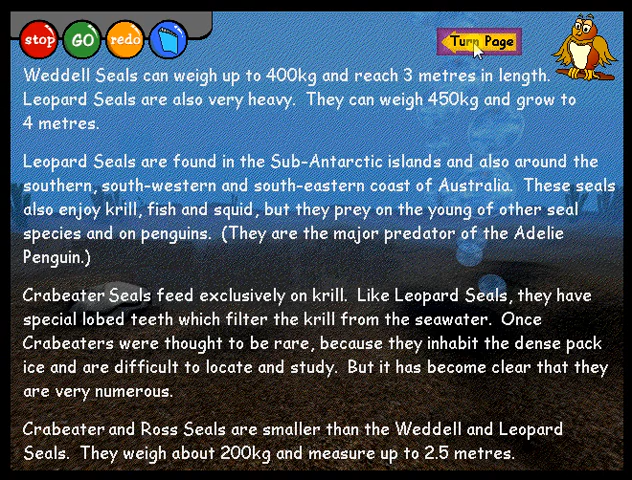 stop GO redo Turn Page
Weddell Seals can weigh up to 400kg and reach 3 metres in length.
Leopard Seals are also very heavy. They can weigh 450kg and grow to
4 metres.
Leopard Seals are found in the Sub-Antarctic islands and also around the
southern, south-western and south-eastern coast of Australia. These seals
also enjoy krill, fish and squid, but they prey on the young of other seal
species and on penguins. (They are the major predator of the Adelie
Penguin.)
Crabeater Seals feed exclusively on krill. Like Leopard Seals, they have
special lobed teeth which filter the krill from the seawater. Once
Crabeaters were thought to be rare, because they inhabit the dense pack
ice and are difficult to locate and study. But it has become clear that they
are very numerous.
Crabeater and Ross Seals are smaller than the Weddell and Leopard
Seals. They weigh about 200kg and measure up to 2.5 metres.